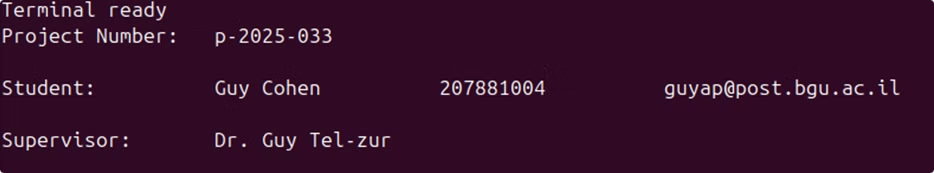 Terminal ready
Project Number: p-2025-033
Student: Guy Cohen 207881004 guyap@post.bgu.ac.il
Supervisor: Dr. Guy Tel-zur